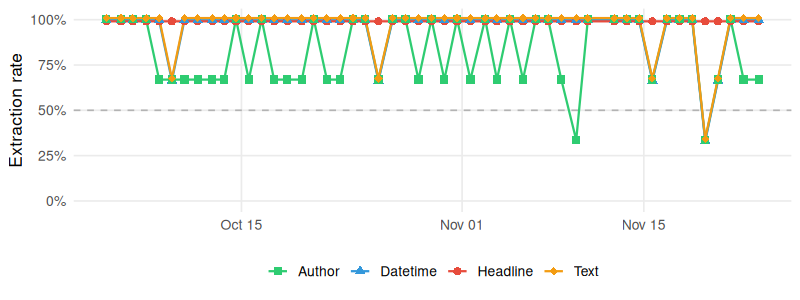 100%
75%
50%
25%
0%
Extraction rate
Oct 15 Nov 01 Nov 15
Author Datetime Headline Text